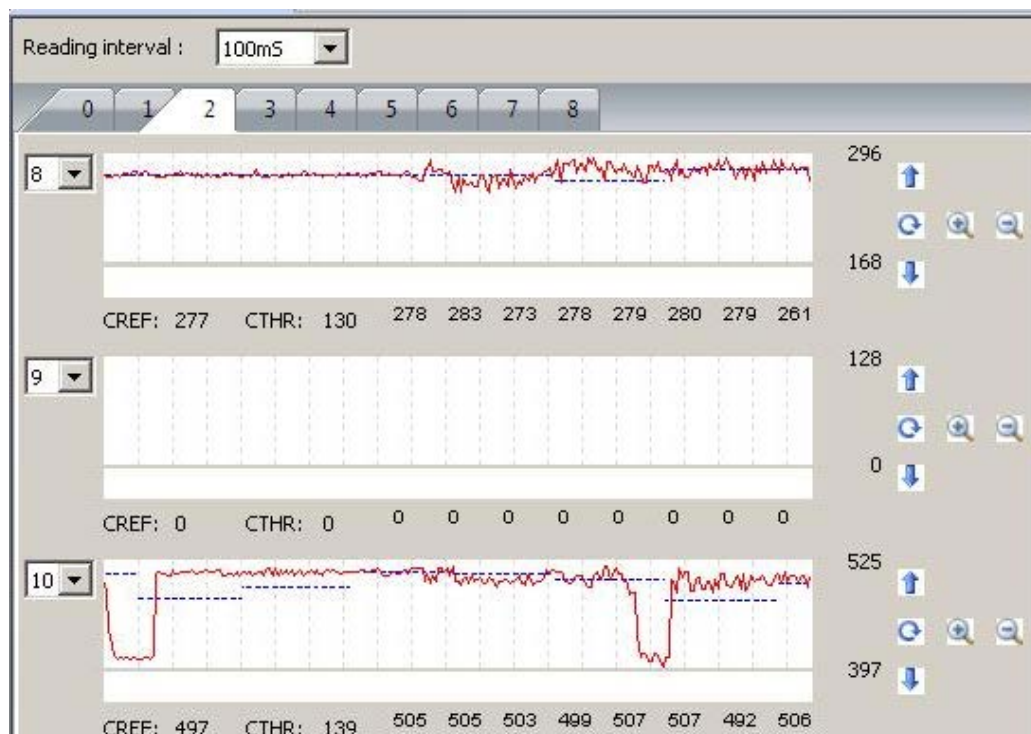 Reading interval : 100mS
0 1 2 3 4 5 6 7 8
8
296
168
CREF: 277 CTHR: 130 278 283 273 278 279 280 279 261
9
128
0
CREF: 0 CTHR: 0 0 0 0 0 0 0 0 0
10
525
397
CREF: 497 CTHR: 139 505 505 503 499 507 507 492 506